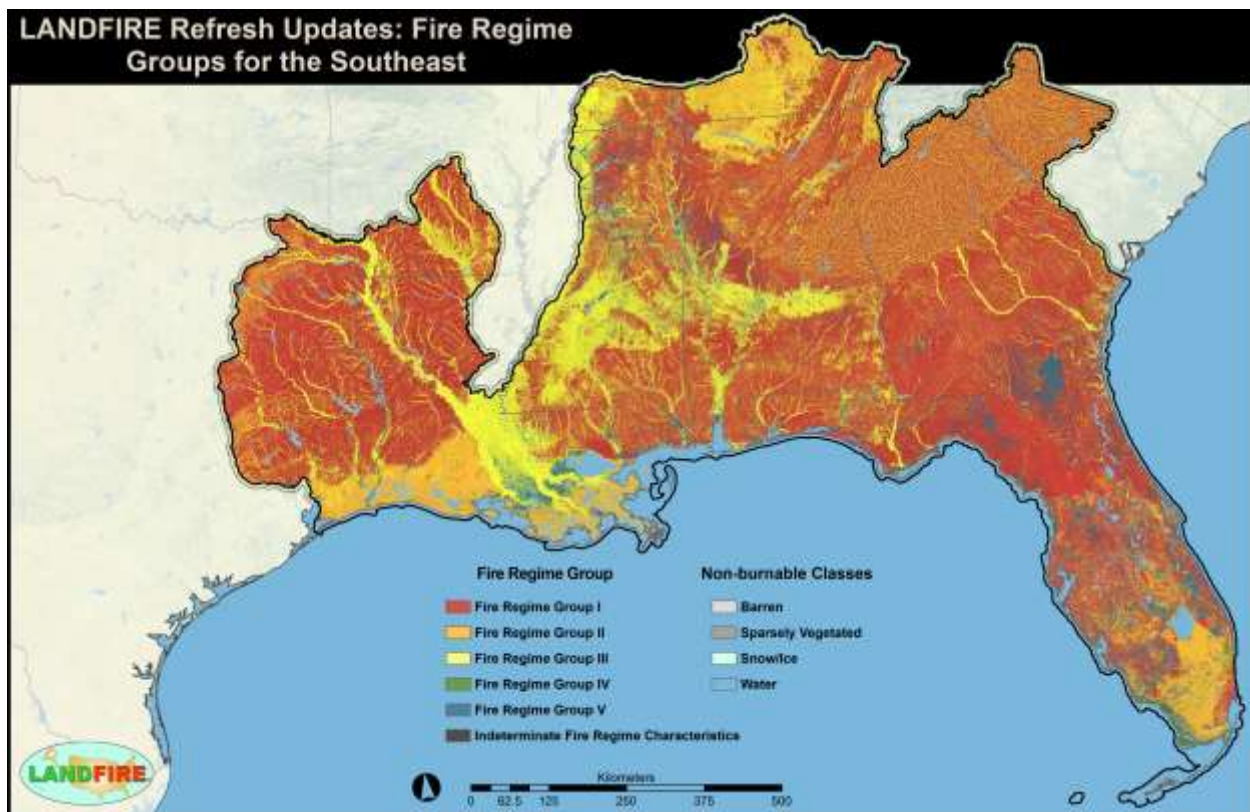 LANDFIRE Refresh Updates: Fire Regime
Groups for the Southeast
Fire Regime Group
Fire Regime Group I
Fire Regime Group II
Fire Regime Group III
Fire Regime Group IV
Fire Regime Group V
Indeterminate Fire Regime Characteristics
Non-burnable Classes
Barren
Sparsely Vegetated
Snow/Ice
Water
LANDFIRE
Kilometers
0 62.5 125 250 375 500